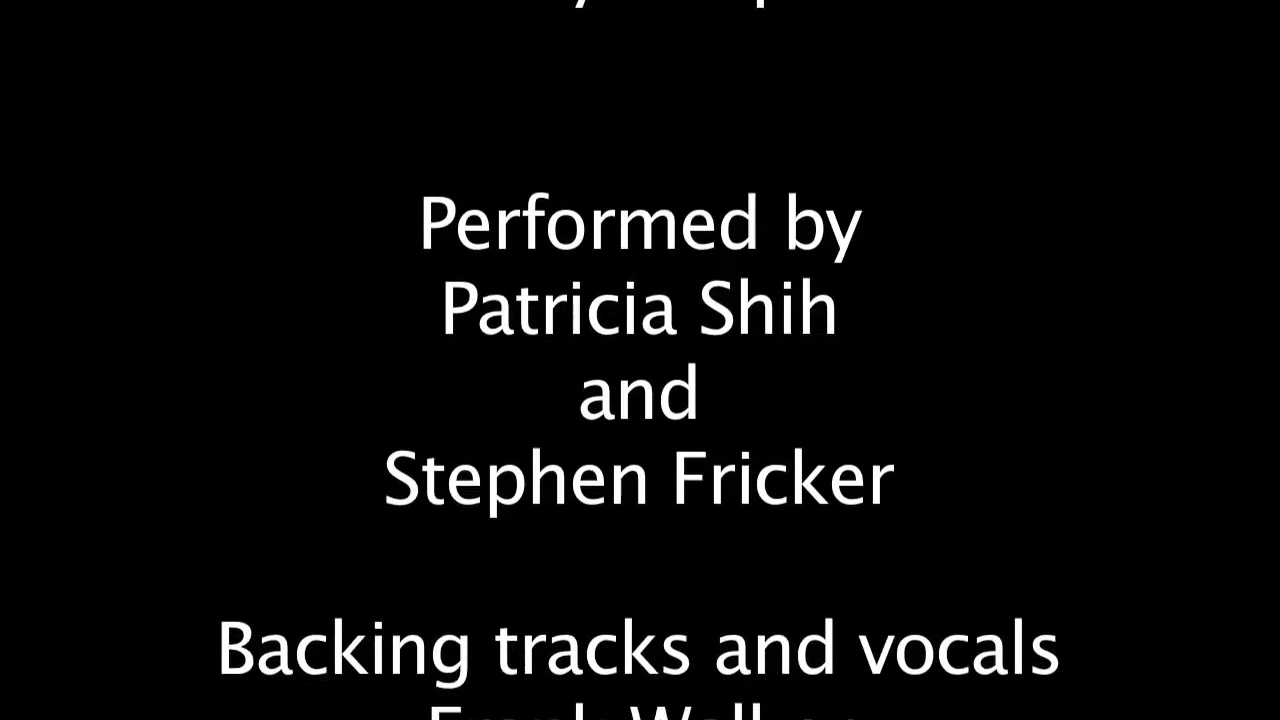 Performed by
Patricia Shih
and
Stephen Fricker
Backing tracks and vocals